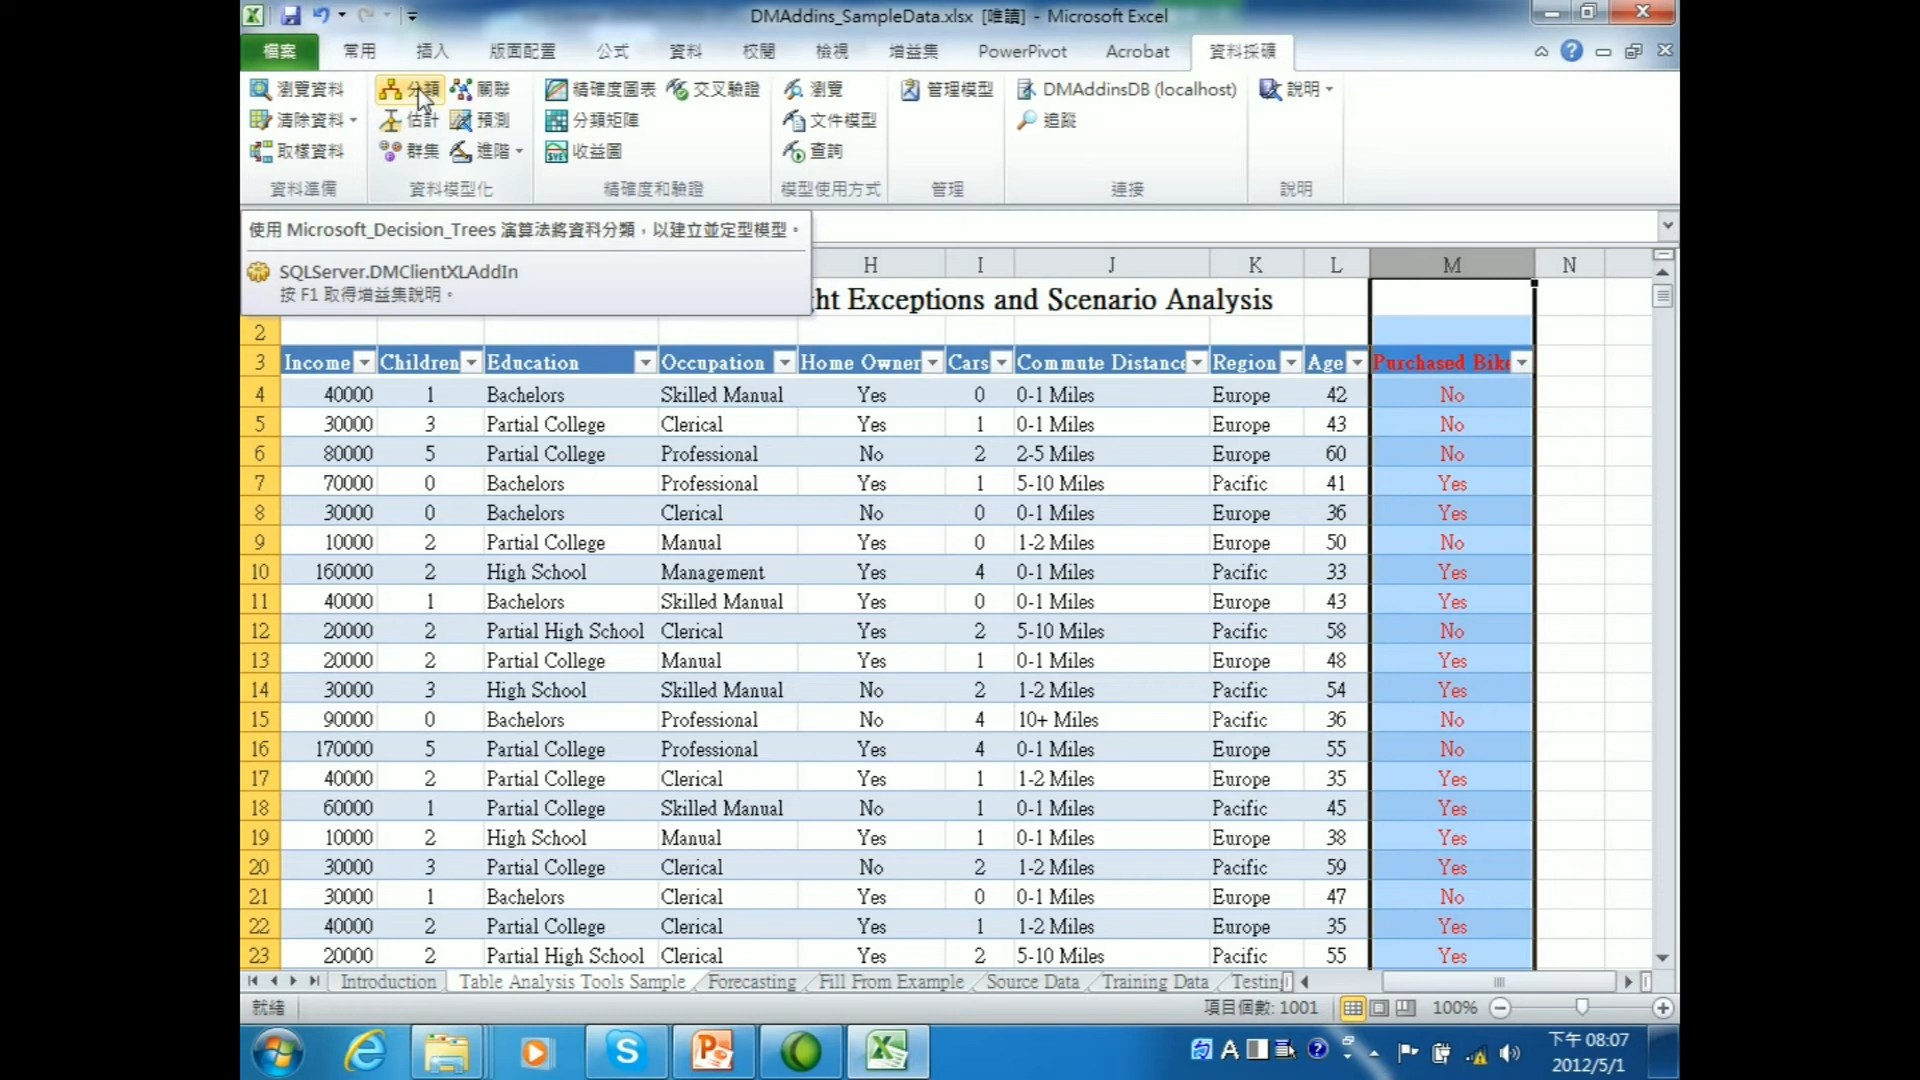 DMAddins_SampleData.xlsx [唯讀] - Microsoft Excel
檔案 常用 插入 版面配置 公式 資料 校閱 檢視 增益集 PowerPivot Acrobat 資料採礦
瀏覽資料 分類 關聯 精確度圖表 交叉驗證 瀏覽 管理模型 DMAddinsDB (localhost) 說明
清除資料 估計 預測 分類矩陣 文件模型 追蹤
取樣資料 群集 進階 收益圖 查詢
資料準備 資料模型化 精確度和驗證 模型使用方式 管理 連接 說明
使用 Microsoft_Decision_Trees 演算法將資料分類，以建立並定型模型。
SQLServer.DMClientXLAddIn
按 F1 取得增益集說明。
H I J K L M N
ht Exceptions and Scenario Analysis
2
3 Income Children Education Occupation Home Owner Cars Commute Distance Region Age Purchased Bike
4 40000 1 Bachelors Skilled Manual Yes 0 0-1 Miles Europe 42 No
5 30000 3 Partial College Clerical Yes 1 0-1 Miles Europe 43 No
6 80000 5 Partial College Professional No 2 2-5 Miles Europe 60 No
7 70000 0 Bachelors Professional Yes 1 5-10 Miles Pacific 41 Yes
8 30000 0 Bachelors Clerical No 0 0-1 Miles Europe 36 Yes
9 10000 2 Partial College Manual Yes 0 1-2 Miles Europe 50 No
10 160000 2 High School Management Yes 4 0-1 Miles Pacific 33 Yes
11 40000 1 Bachelors Skilled Manual Yes 0 0-1 Miles Europe 43 Yes
12 20000 2 Partial High School Clerical Yes 2 5-10 Miles Pacific 58 No
13 20000 2 Partial College Manual Yes 1 0-1 Miles Europe 48 Yes
14 30000 3 High School Skilled Manual No 2 1-2 Miles Pacific 54 Yes
15 90000 0 Bachelors Professional No 4 10+ Miles Pacific 36 No
16 170000 5 Partial College Professional Yes 4 0-1 Miles Europe 55 No
17 40000 2 Partial College Clerical Yes 1 1-2 Miles Europe 35 Yes
18 60000 1 Partial College Skilled Manual No 1 0-1 Miles Pacific 45 Yes
19 10000 2 High School Manual Yes 1 0-1 Miles Europe 38 Yes
20 30000 3 Partial College Clerical No 2 1-2 Miles Pacific 59 Yes
21 30000 1 Bachelors Clerical Yes 0 0-1 Miles Europe 47 No
22 40000 2 Partial College Clerical Yes 1 1-2 Miles Europe 35 Yes
23 20000 2 Partial High School Clerical Yes 2 5-10 Miles Pacific 55 Yes
Introduction Table Analysis Tools Sample Forecasting Fill From Example Source Data Training Data Testin
就緒 項目個數: 1001 100%
下午 08:07
2012/5/1